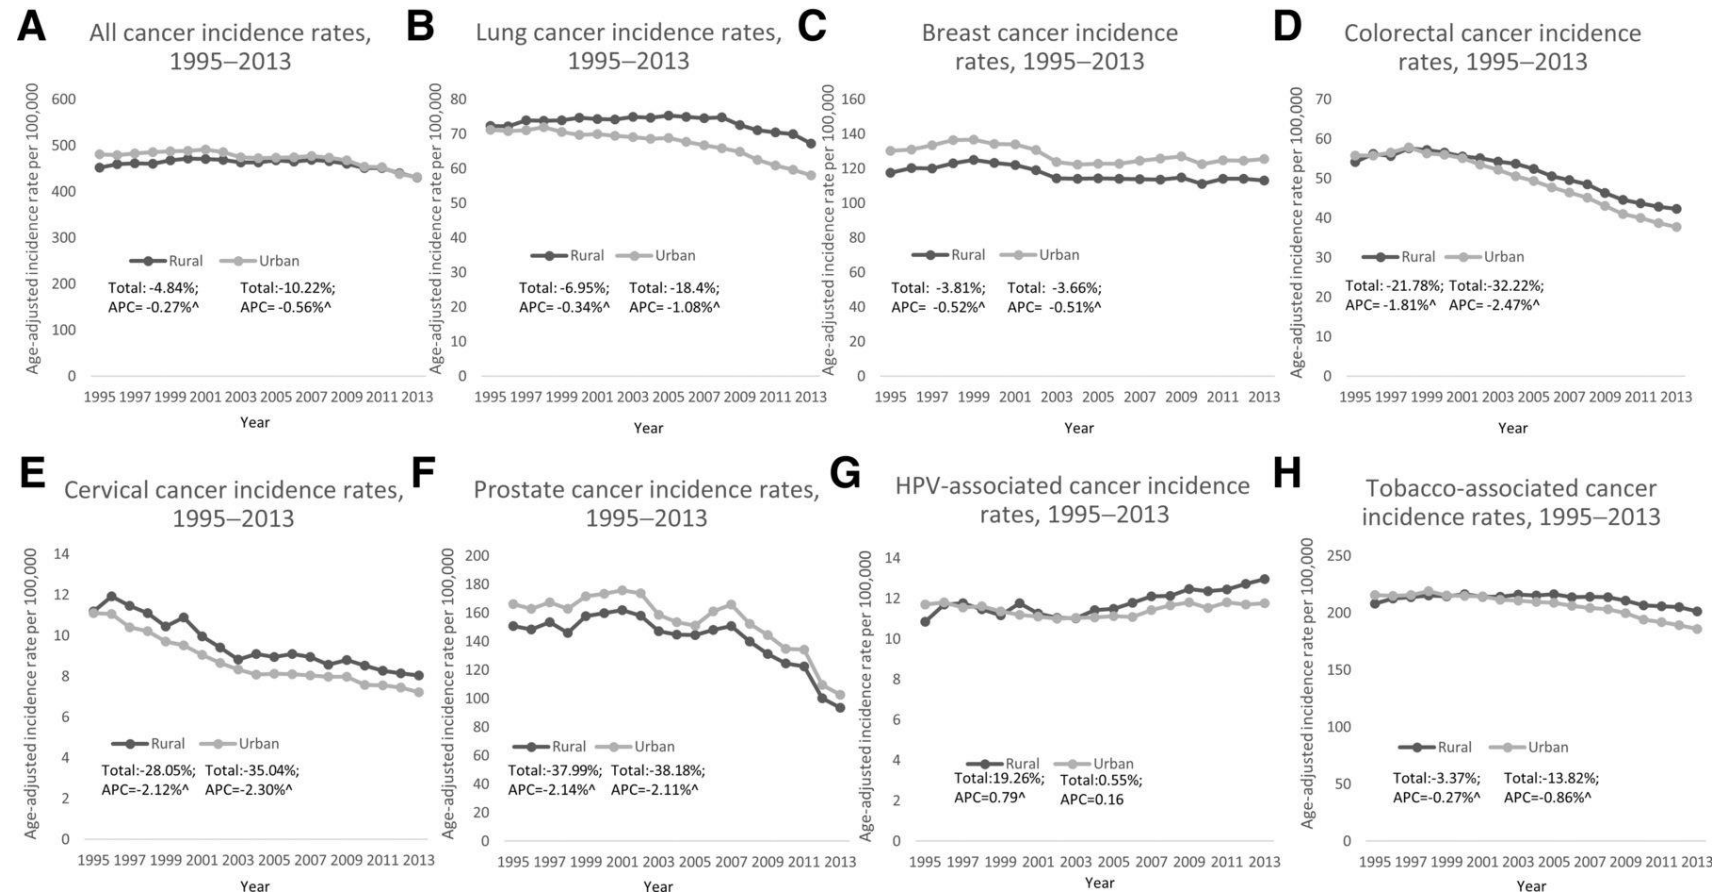 A
All cancer incidence rates,
1995–2013
Age-adjusted incidence rate per 100,000
600
500
400
300
200
100
0
Rural Urban
Total: -4.84%; Total:-10.22%;
APC= -0.27%^ APC= -0.56%^
1995 1997 1999 2001 2003 2005 2007 2009 2011 2013
Year
B
Lung cancer incidence rates,
1995–2013
Age-adjusted incidence rate per 100,000
80
70
60
50
40
30
20
10
0
Rural Urban
Total: -6.95%; Total: -18.4%;
APC= -0.34%^ APC= -1.08%^
1995 1997 1999 2001 2003 2005 2007 2009 2011 2013
Year
C
Breast cancer incidence
rates, 1995–2013
Age-adjusted incidence rate per 100,000
160
140
120
100
80
60
40
20
0
Rural Urban
Total: -3.81%; Total: -3.66%;
APC= -0.52%^ APC= -0.51%^
1995 1997 1999 2001 2003 2005 2007 2009 2011 2013
Year
D
Colorectal cancer incidence
rates, 1995–2013
Age-adjusted incidence rate per 100,000
70
60
50
40
30
20
10
0
Rural Urban
Total: -21.78%; Total:-32.22%;
APC= -1.81%^ APC= -2.47%^
1995 1997 1999 2001 2003 2005 2007 2009 2011 2013
Year
E
Cervical cancer incidence rates,
1995–2013
Age-adjusted incidence rate per 100,000
14
12
10
8
6
4
2
0
Rural Urban
Total:-28.05%; Total:-35.04%;
APC=-2.12%^ APC=-2.30%^
1995 1997 1999 2001 2003 2005 2007 2009 2011 2013
Year
F
Prostate cancer incidence rates,
1995–2013
Age-adjusted incidence rate per 100,000
200
180
160
140
120
100
80
60
40
20
0
Rural Urban
Total:-37.99%; Total:-38.18%;
APC=-2.14%^ APC=-2.11%^
1995 1997 1999 2001 2003 2005 2007 2009 2011 2013
Year
G
HPV-associated cancer incidence
rates, 1995–2013
Age-adjusted incidence rate per 100,000
14
12
10
8
6
4
2
0
Rural Urban
Total:19.26%; Total:0.55%;
APC=0.79^ APC=0.16
1995 1997 1999 2001 2003 2005 2007 2009 2011 2013
Year
H
Tobacco-associated cancer
incidence rates, 1995–2013
Age-adjusted incidence rate per 100,000
250
200
150
100
50
0
Rural Urban
Total:-3.37%; Total:-13.82%;
APC=-0.27%^ APC=-0.86%^
1995 1997 1999 2001 2003 2005 2007 2009 2011 2013
Year